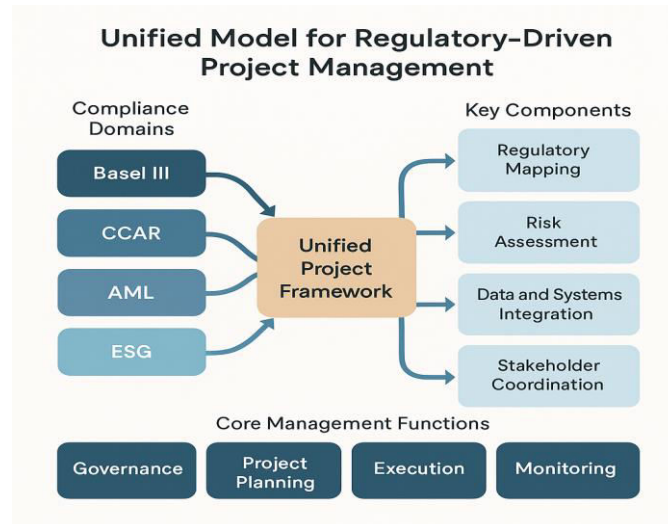 Unified Model for Regulatory-Driven
Project Management
Compliance
Domains
Basel III
CCAR
AML
ESG
Unified
Project
Framework
Key Components
Regulatory
Mapping
Risk
Assessment
Data and Systems
Integration
Stakeholder
Coordination
Core Management Functions
Governance
Project
Planning
Execution
Monitoring